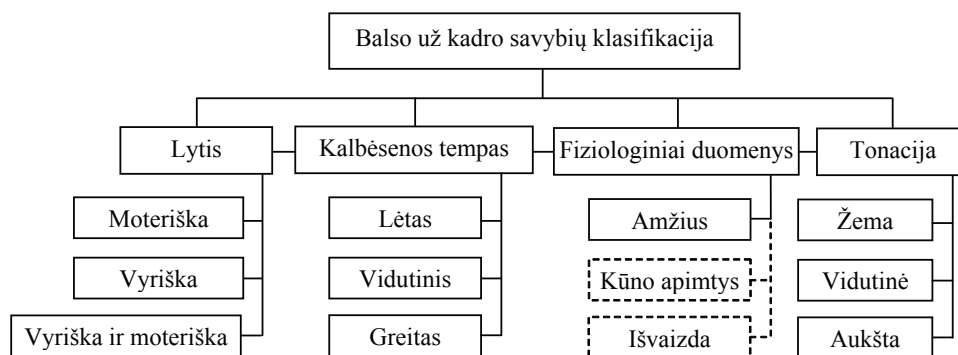 Balso už kadro savybių klasifikacija
Lytis
Kalbėsenos tempas
Fiziologiniai duomenys
Tonacija
Moteriška
Lėtas
Amžius
Žema
Vyriška
Vidutinis
Kūno apimtys
Vidutinė
Vyriška ir moteriška
Greitas
Išvaizda
Aukšta